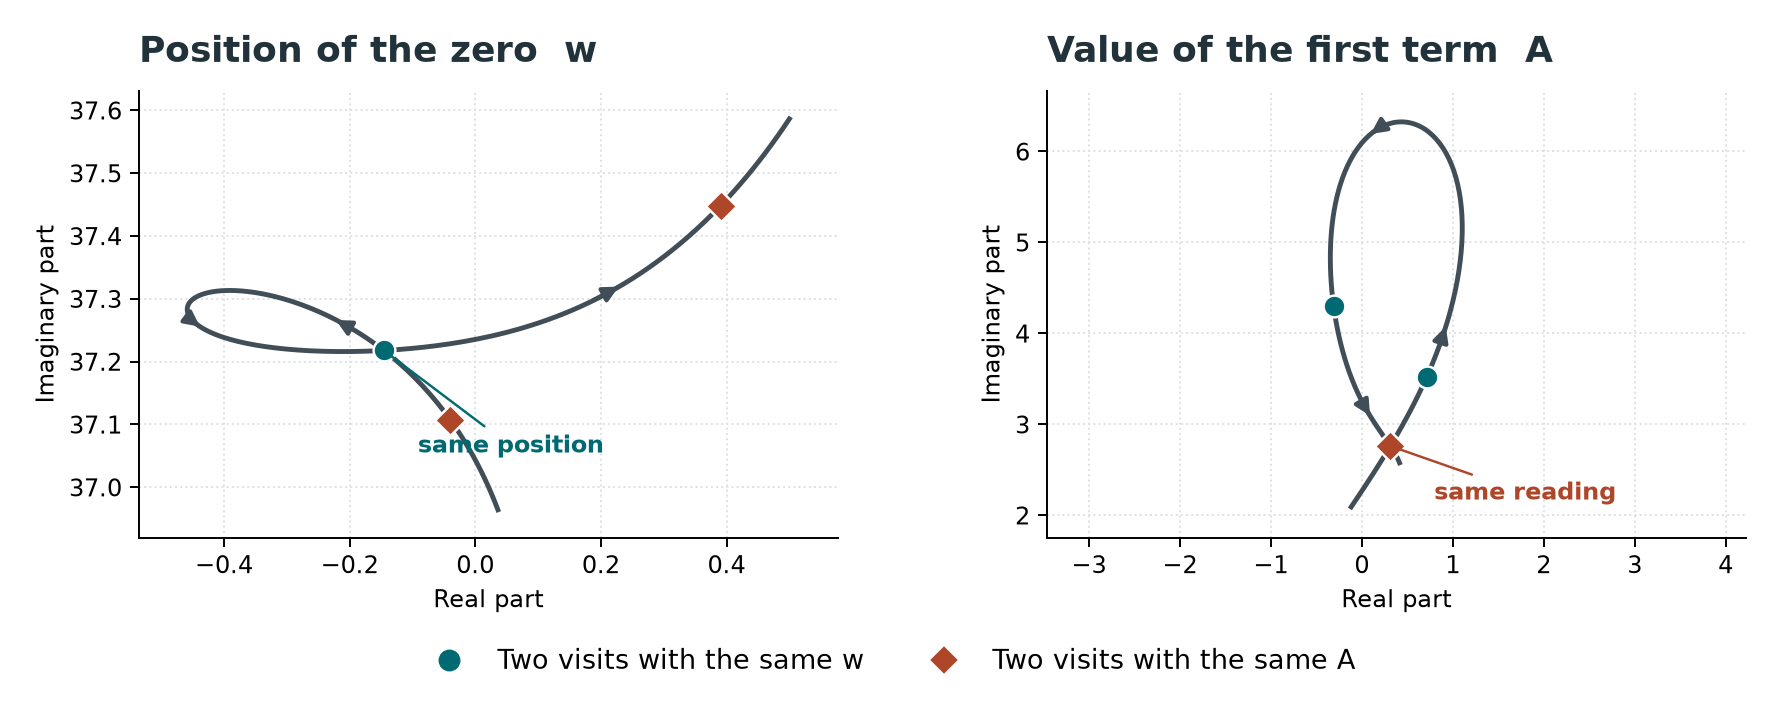 Position of the zero  w
Imaginary part
37.6
37.5
37.4
37.3
37.2
37.1
37.0
same position
−0.4
−0.2
0.0
0.2
0.4
Real part
Value of the first term  A
Imaginary part
6
5
4
3
2
same reading
−3
−2
−1
0
1
2
3
4
Real part
Two visits with the same w
Two visits with the same A